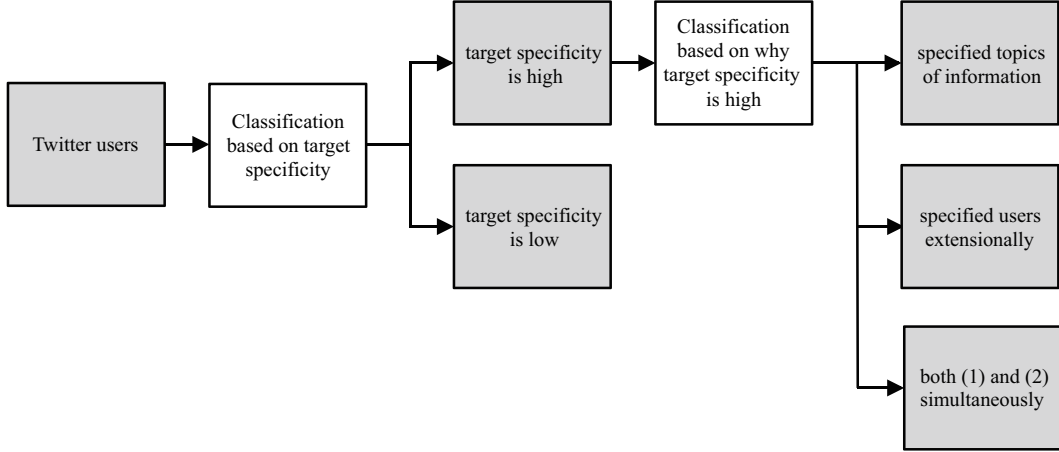 Twitter users
Classification
based on target
specificity
target specificity
is high
target specificity
is low
Classification
based on why
target specificity
is high
specified topics
of information
specified users
extensionally
both (1) and (2)
simultaneously